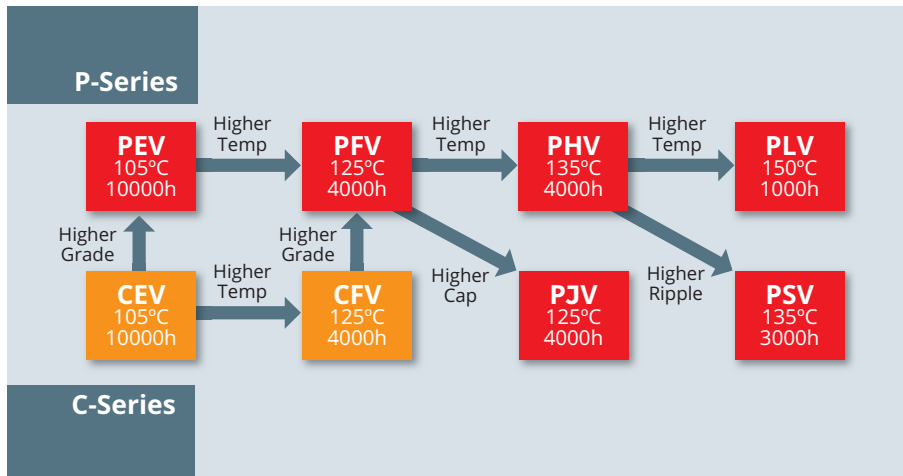 P-Series
PEV
105ºC
10000h
Higher
Temp
PFV
125ºC
4000h
Higher
Temp
PHV
135ºC
4000h
Higher
Temp
PLV
150ºC
1000h
Higher
Grade
Higher
Grade
CEV
105ºC
10000h
Higher
Temp
CFV
125ºC
4000h
Higher
Cap
PJV
125ºC
4000h
Higher
Ripple
PSV
135ºC
3000h
C-Series